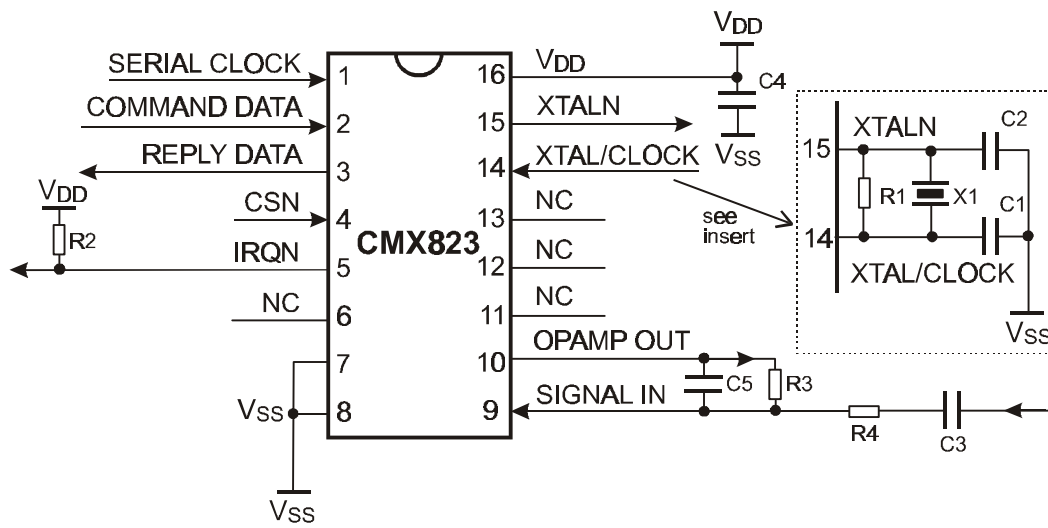 SERIAL CLOCK
COMMAND DATA
REPLY DATA
VDD
R2
CSN
IRQN
NC
VSS
VSS
1
2
3
4
5
6
7
8
CMX823
16
15
14
13
12
11
10
9
VDD
XTALN
XTAL/CLOCK
NC
NC
NC
OPAMP OUT
SIGNAL IN
VDD
C4
VSS
see
insert
C5
R3
R4
C3
15
XTALN
C2
R1
X1
C1
14
XTAL/CLOCK
VSS